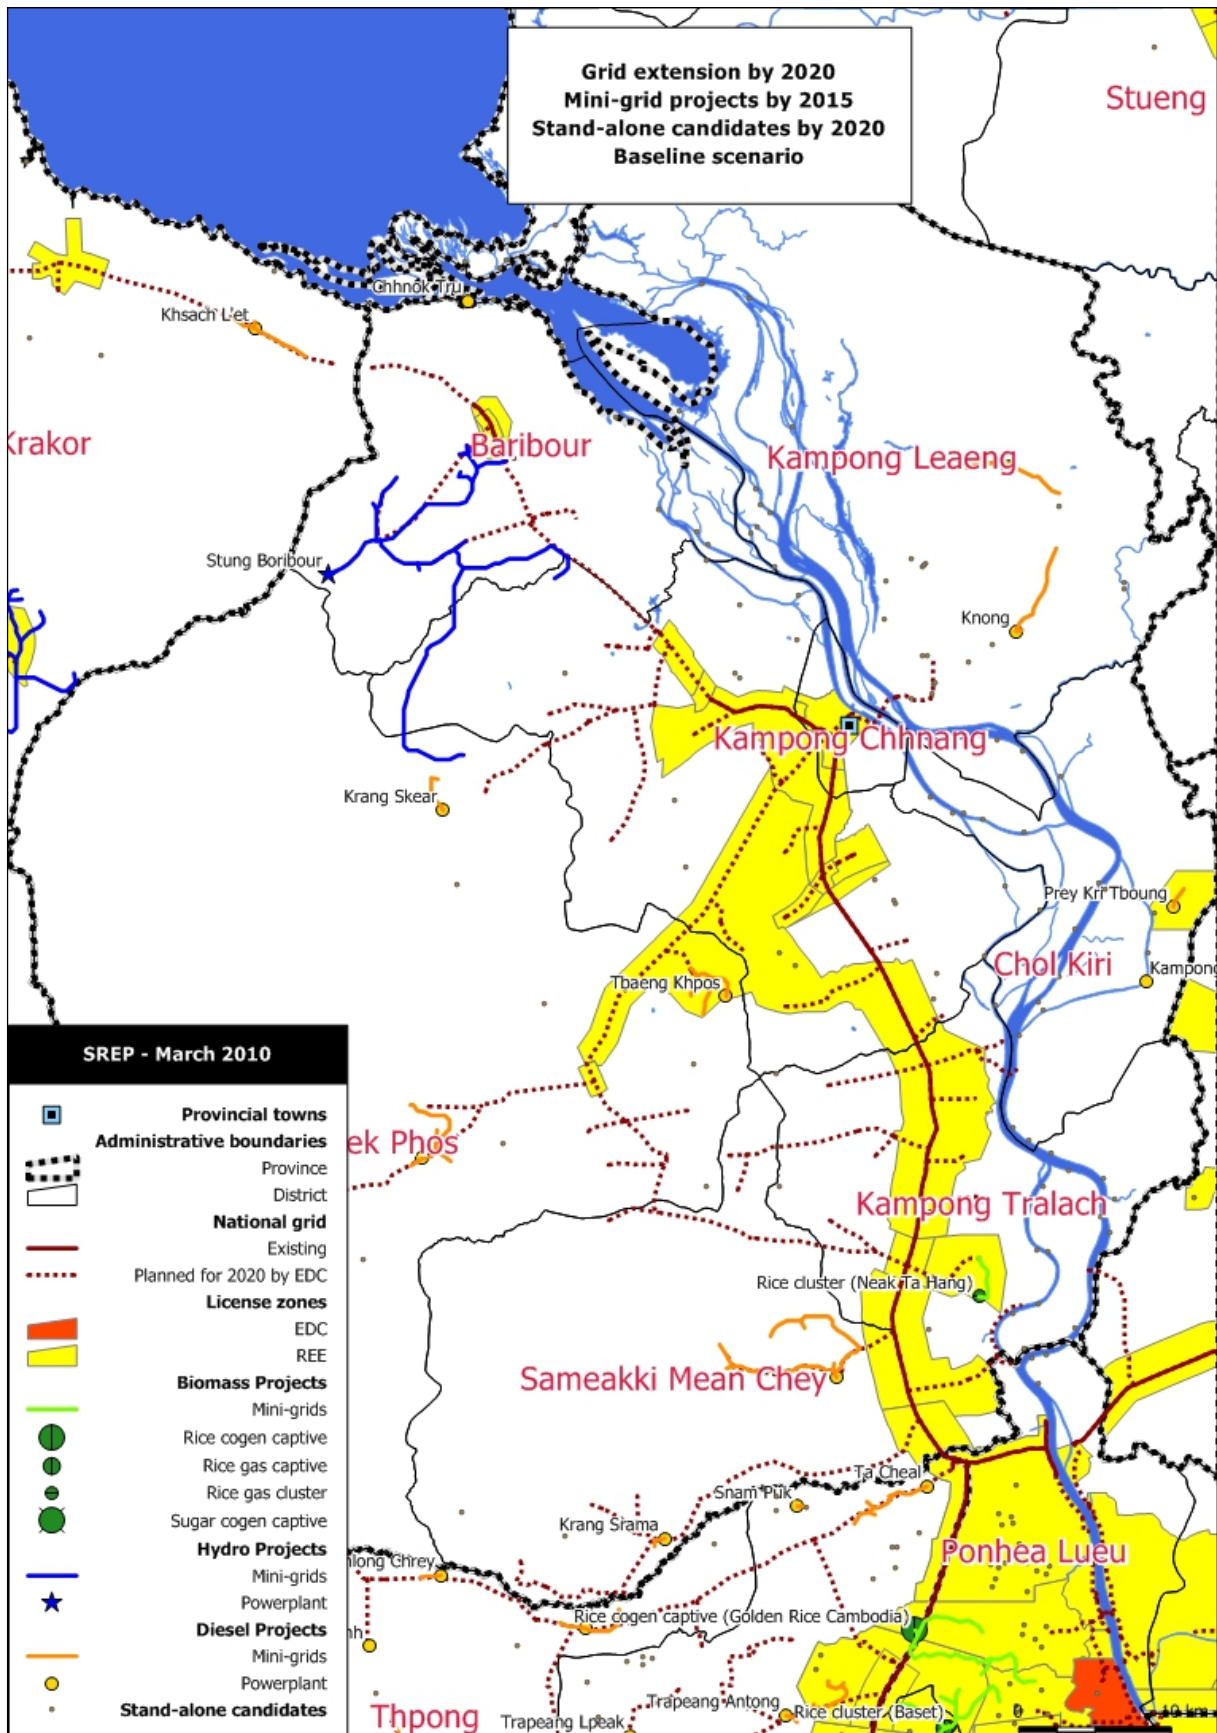 Grid extension by 2020
Mini-grid projects by 2015
Stand-alone candidates by 2020
Baseline scenario
Stueng
Chhnok Tru
Khsach L'et
Krakor
Baribour
Kampong Leaeng
Stung Boribour
Knong
Kampong Chhnang
Krang Skear
Prey Kri Tboung
Chol Kiri
Kampong
Tbaeng Khpos
SREP - March 2010
Provincial towns
Administrative boundaries
Province
District
National grid
Existing
Planned for 2020 by EDC
License zones
EDC
REE
Biomass Projects
Mini-grids
Rice cogen captive
Rice gas captive
Rice gas cluster
Sugar cogen captive
Hydro Projects
Mini-grids
Powerplant
Diesel Projects
Mini-grids
Powerplant
Stand-alone candidates
ek Phos
Kampong Tralach
Rice cluster (Neak Ta Hang)
Sameakki Mean Chey
Ta Cheal
Snam Puk
Krang Srama
nlong Chrey
Ponhea Lueu
Rice cogen captive (Golden Rice Cambodia)
nh
Trapeang Antong
Rice cluster (Baset)
Thpong
Trapeang Lpeak
0 10 km